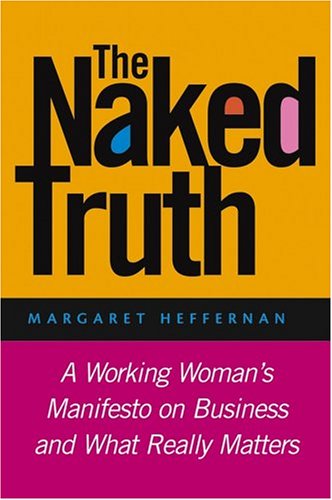 The
Naked
Truth
MARGARET HEFFERNAN
A Working Woman's
Manifesto on Business
and What Really Matters